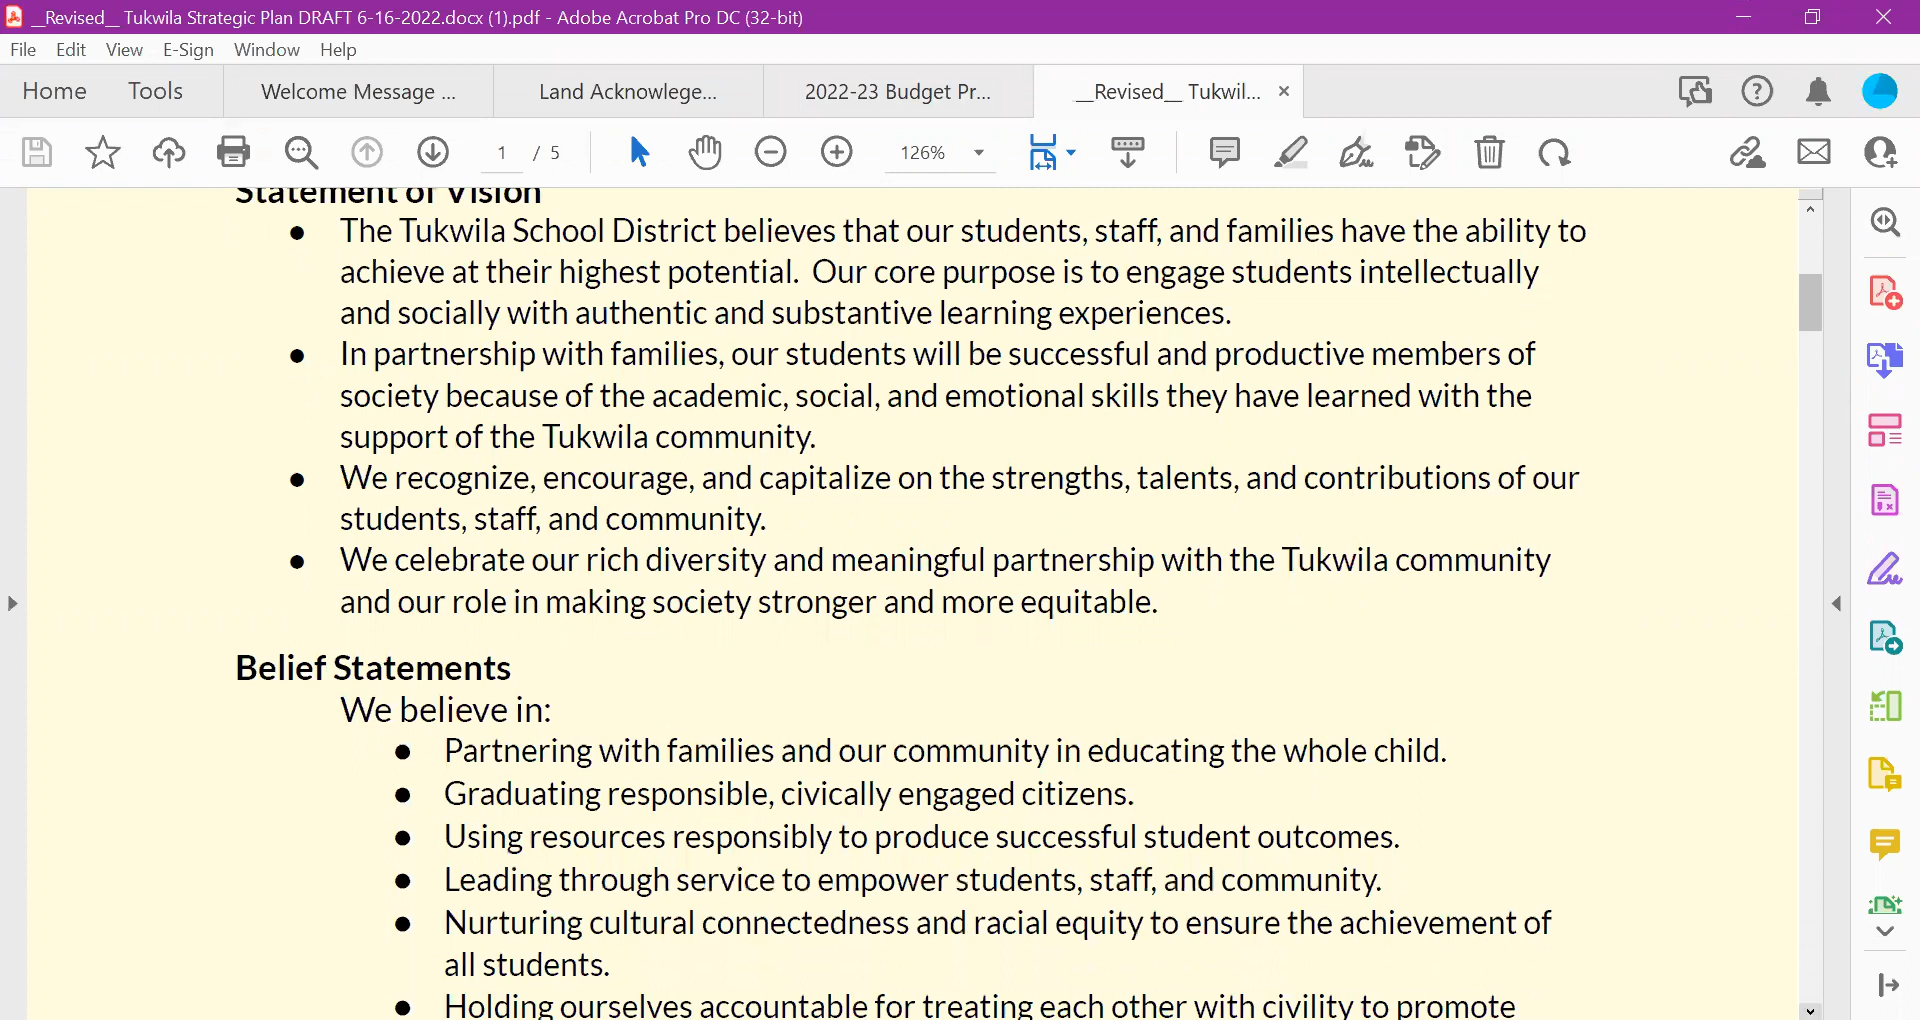 __Revised__ Tukwila Strategic Plan DRAFT 6-16-2022.docx (1).pdf - Adobe Acrobat Pro DC (32-bit)
File Edit View E-Sign Window Help
Home Tools Welcome Message ... Land Acknowlege... 2022-23 Budget Pr... __Revised__ Tukwil... ×
1 / 5 126%
Statement of Vision
● The Tukwila School District believes that our students, staff, and families have the ability to
achieve at their highest potential. Our core purpose is to engage students intellectually
and socially with authentic and substantive learning experiences.
● In partnership with families, our students will be successful and productive members of
society because of the academic, social, and emotional skills they have learned with the
support of the Tukwila community.
● We recognize, encourage, and capitalize on the strengths, talents, and contributions of our
students, staff, and community.
● We celebrate our rich diversity and meaningful partnership with the Tukwila community
and our role in making society stronger and more equitable.
Belief Statements
We believe in:
● Partnering with families and our community in educating the whole child.
● Graduating responsible, civically engaged citizens.
● Using resources responsibly to produce successful student outcomes.
● Leading through service to empower students, staff, and community.
● Nurturing cultural connectedness and racial equity to ensure the achievement of
all students.
● Holding ourselves accountable for treating each other with civility to promote